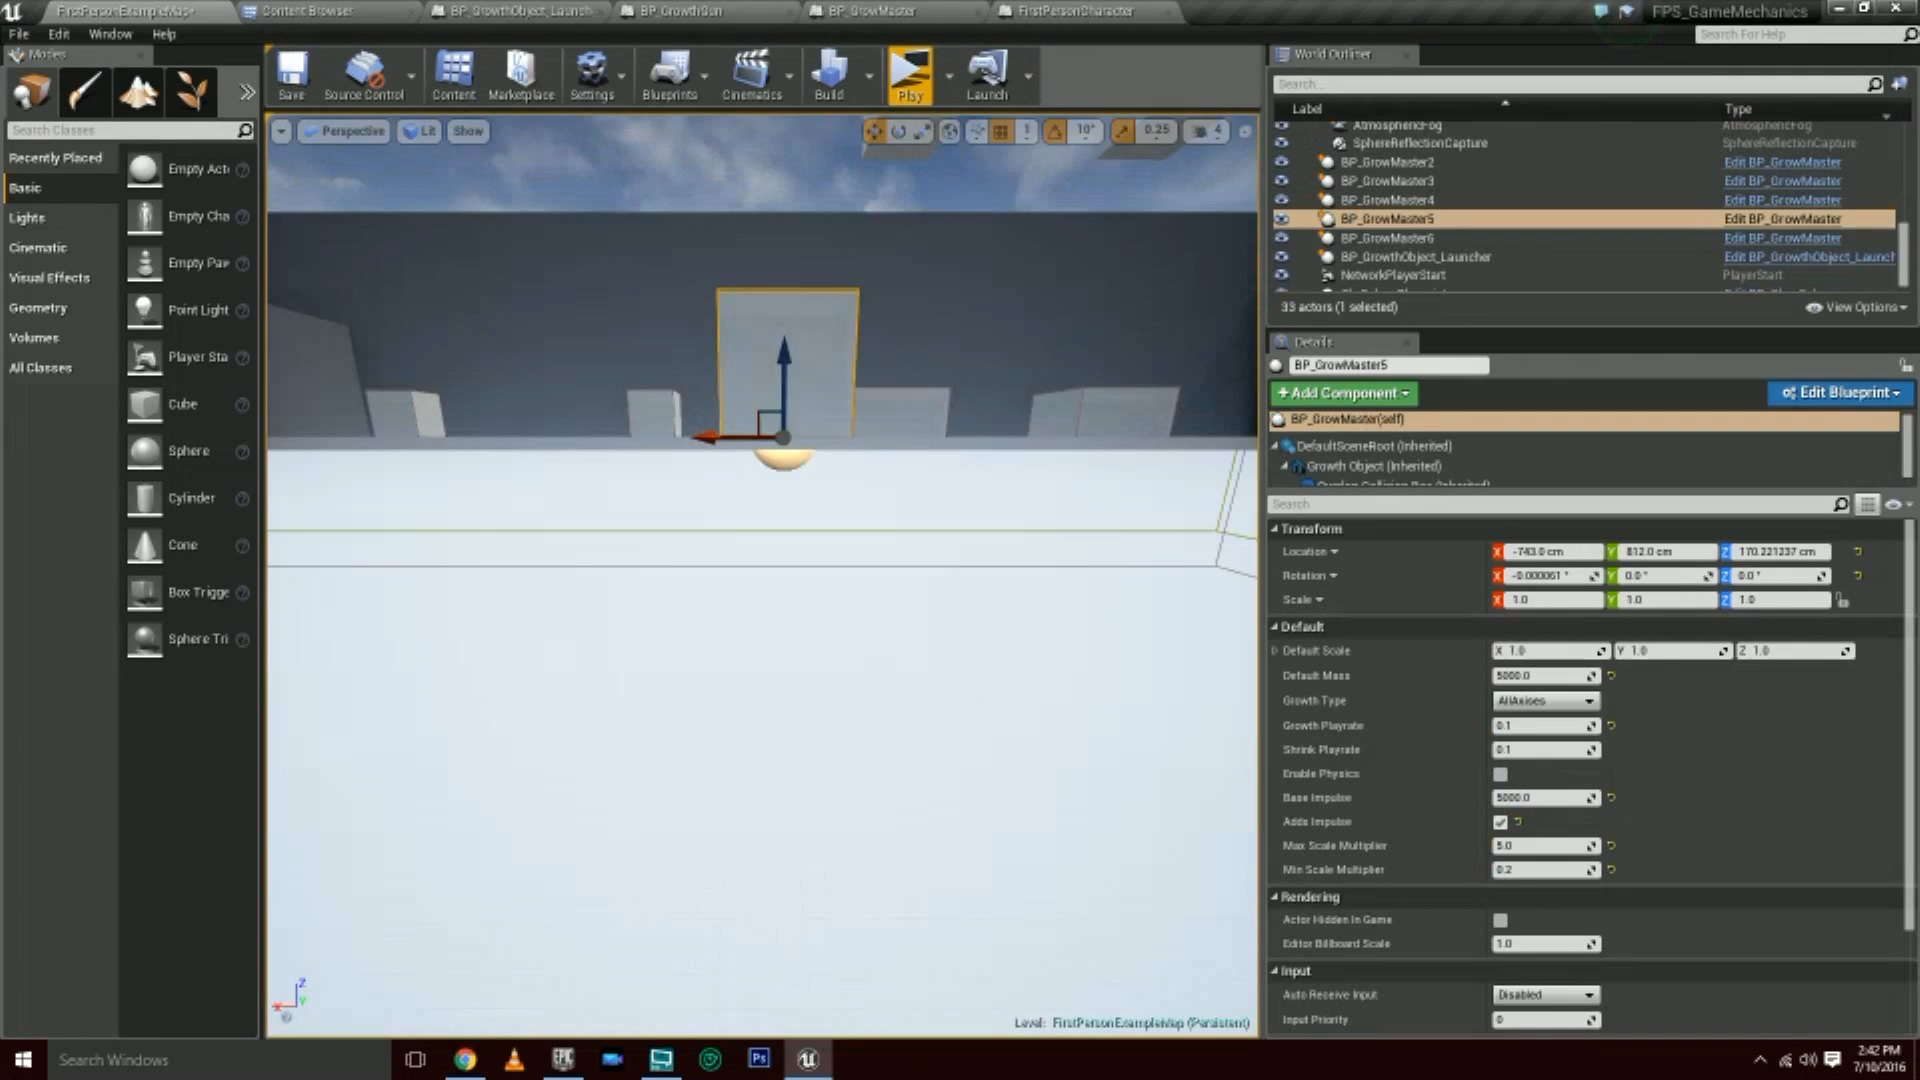 FirstPersonExampleMap*
Content Browser
BP_GrowthObject_Launch
BP_GrowthGun
BP_GrowMaster
FirstPersonCharacter
FPS_GameMechanics
File Edit Window Help
Search For Help
Modes
Search Classes
Recently Placed
Basic
Lights
Cinematic
Visual Effects
Geometry
Volumes
All Classes
Empty Act
Empty Cha
Empty Paw
Point Light
Player Sta
Cube
Sphere
Cylinder
Cone
Box Trigge
Sphere Tri
Save
Source Control
Content
Marketplace
Settings
Blueprints
Cinematics
Build
Play
Launch
Perspective
Lit
Show
1
10°
0.25
4
Level: FirstPersonExampleMap (Persistent)
World Outliner
Search...
Label Type
AtmosphericFog AtmosphericFog
SphereReflectionCapture SphereReflectionCapture
BP_GrowMaster2 Edit BP_GrowMaster
BP_GrowMaster3 Edit BP_GrowMaster
BP_GrowMaster4 Edit BP_GrowMaster
BP_GrowMaster5 Edit BP_GrowMaster
BP_GrowMaster6 Edit BP_GrowMaster
BP_GrowthObject_Launcher Edit BP_GrowthObject_Launch
NetworkPlayerStart PlayerStart
33 actors (1 selected) View Options
Details
BP_GrowMaster5
+ Add Component Edit Blueprint
BP_GrowMaster(self)
DefaultSceneRoot (Inherited)
Growth Object (Inherited)
Overlap Collision Box (Inherited)
Search
Transform
Location X -743.0 cm Y 812.0 cm Z 170.221237 cm
Rotation X -0.000061 ° Y 0.0 ° Z 0.0 °
Scale X 1.0 Y 1.0 Z 1.0
Default
Default Scale X 1.0 Y 1.0 Z 1.0
Default Mass 5000.0
Growth Type AllAxises
Growth Playrate 0.1
Shrink Playrate 0.1
Enable Physics
Base Impulse 5000.0
Adds Impulse
Max Scale Multiplier 5.0
Min Scale Multiplier 0.2
Rendering
Actor Hidden In Game
Editor Billboard Scale 1.0
Input
Auto Receive Input Disabled
Input Priority 0
Z
X
Y
Search Windows
EPIC
Ps
2:42 PM
7/10/2016